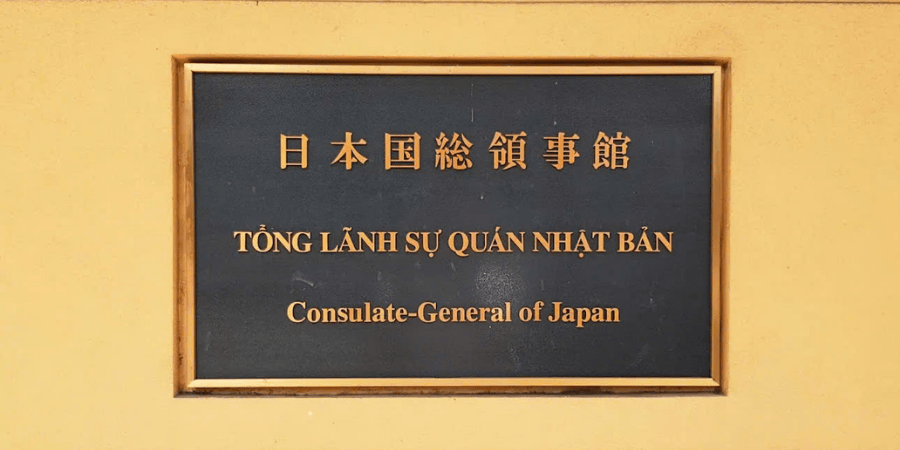 日本国総領事館
TỔNG LÃNH SỰ QUÁN NHẬT BẢN
Consulate-General of Japan